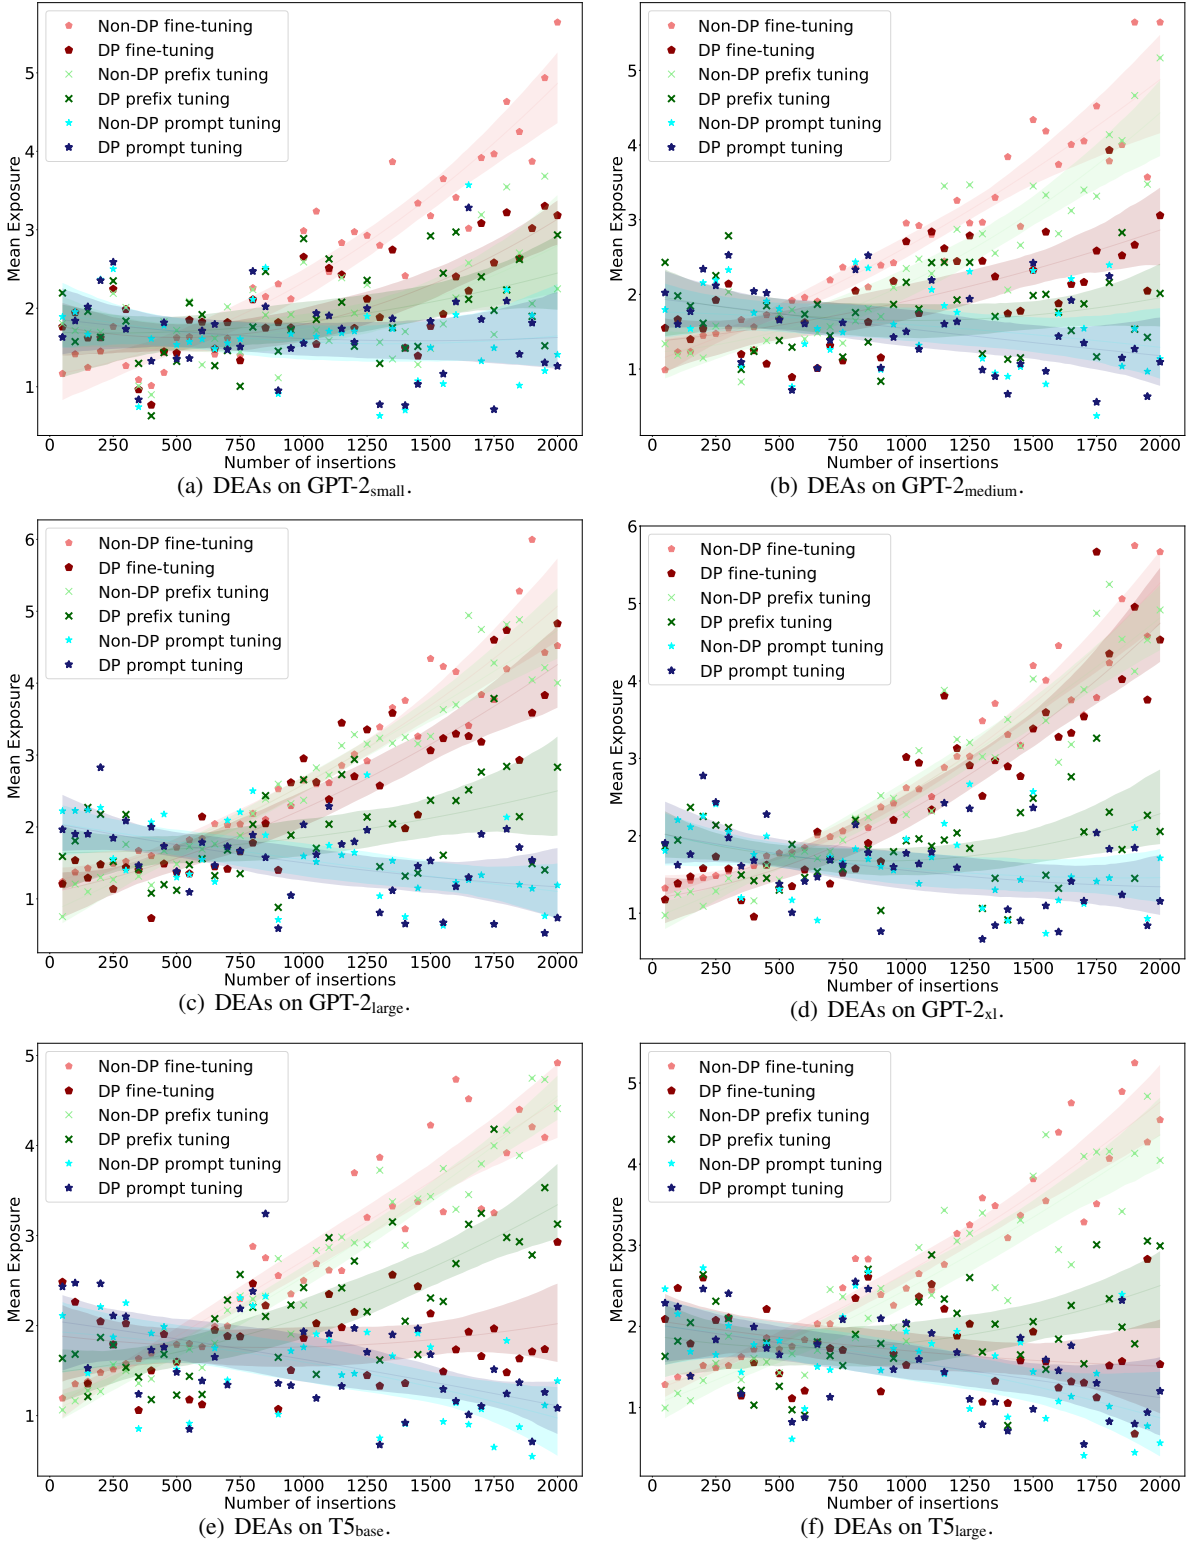 Non-DP fine-tuning
DP fine-tuning
Non-DP prefix tuning
DP prefix tuning
Non-DP prompt tuning
DP prompt tuning
5
4
3
2
1
Mean Exposure
0 250 500 750 1000 1250 1500 1750 2000
Number of insertions
(a) DEAs on GPT-2small.
Non-DP fine-tuning
DP fine-tuning
Non-DP prefix tuning
DP prefix tuning
Non-DP prompt tuning
DP prompt tuning
5
4
3
2
1
Mean Exposure
0 250 500 750 1000 1250 1500 1750 2000
Number of insertions
(b) DEAs on GPT-2medium.
Non-DP fine-tuning
DP fine-tuning
Non-DP prefix tuning
DP prefix tuning
Non-DP prompt tuning
DP prompt tuning
6
5
4
3
2
1
Mean Exposure
0 250 500 750 1000 1250 1500 1750 2000
Number of insertions
(c) DEAs on GPT-2large.
Non-DP fine-tuning
DP fine-tuning
Non-DP prefix tuning
DP prefix tuning
Non-DP prompt tuning
DP prompt tuning
6
5
4
3
2
1
Mean Exposure
0 250 500 750 1000 1250 1500 1750 2000
Number of insertions
(d) DEAs on GPT-2xl.
Non-DP fine-tuning
DP fine-tuning
Non-DP prefix tuning
DP prefix tuning
Non-DP prompt tuning
DP prompt tuning
5
4
3
2
1
Mean Exposure
0 250 500 750 1000 1250 1500 1750 2000
Number of insertions
(e) DEAs on T5base.
Non-DP fine-tuning
DP fine-tuning
Non-DP prefix tuning
DP prefix tuning
Non-DP prompt tuning
DP prompt tuning
5
4
3
2
1
Mean Exposure
0 250 500 750 1000 1250 1500 1750 2000
Number of insertions
(f) DEAs on T5large.